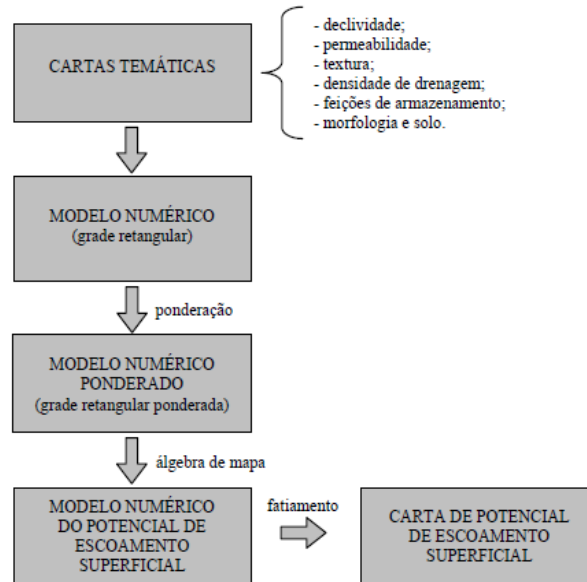 CARTAS TEMÁTICAS
- declividade;
- permeabilidade;
- textura;
- densidade de drenagem;
- feições de armazenamento;
- morfologia e solo.
MODELO NUMÉRICO
(grade retangular)
ponderação
MODELO NUMÉRICO
PONDERADO
(grade retangular ponderada)
álgebra de mapa
MODELO NUMÉRICO
DO POTENCIAL DE
ESCOAMENTO
SUPERFICIAL
fatiamento
CARTA DE POTENCIAL
DE ESCOAMENTO
SUPERFICIAL